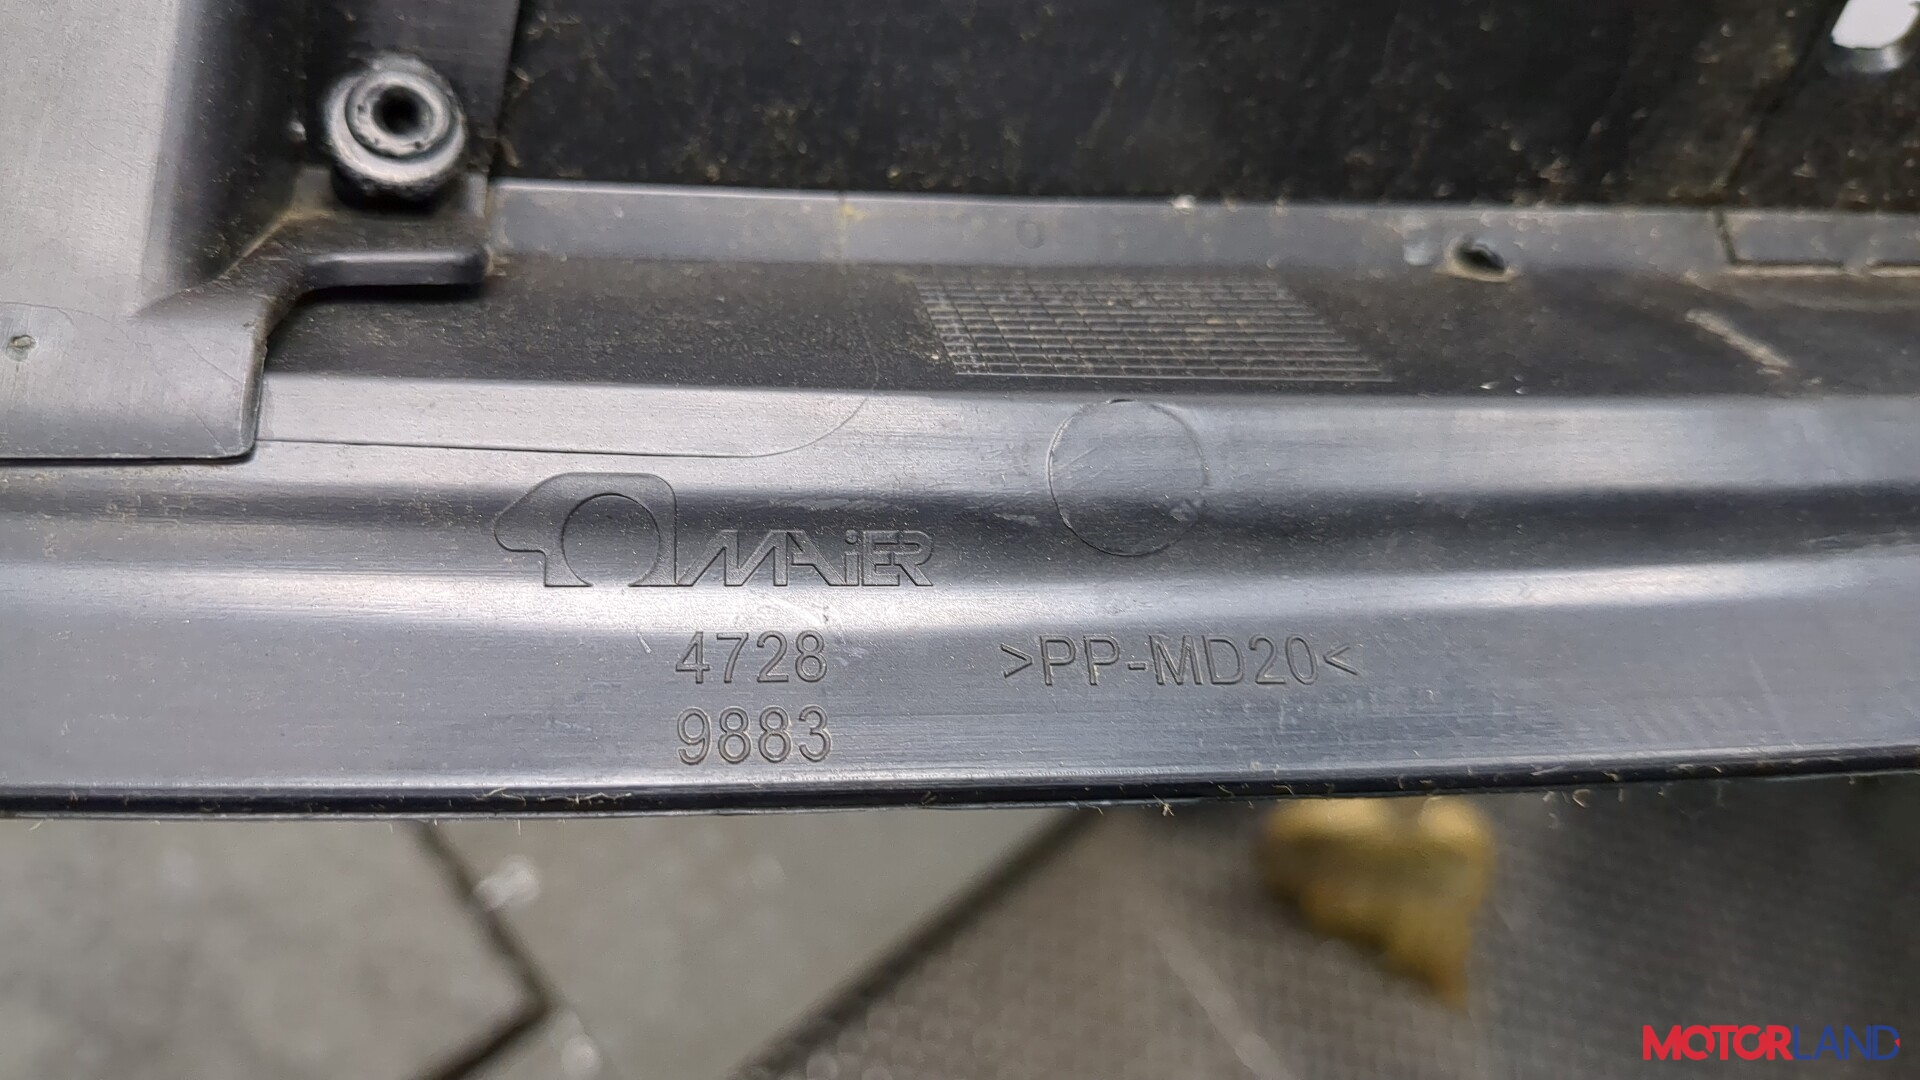 MAiER
4728
>PP-MD20<
9883
MOTORLAND